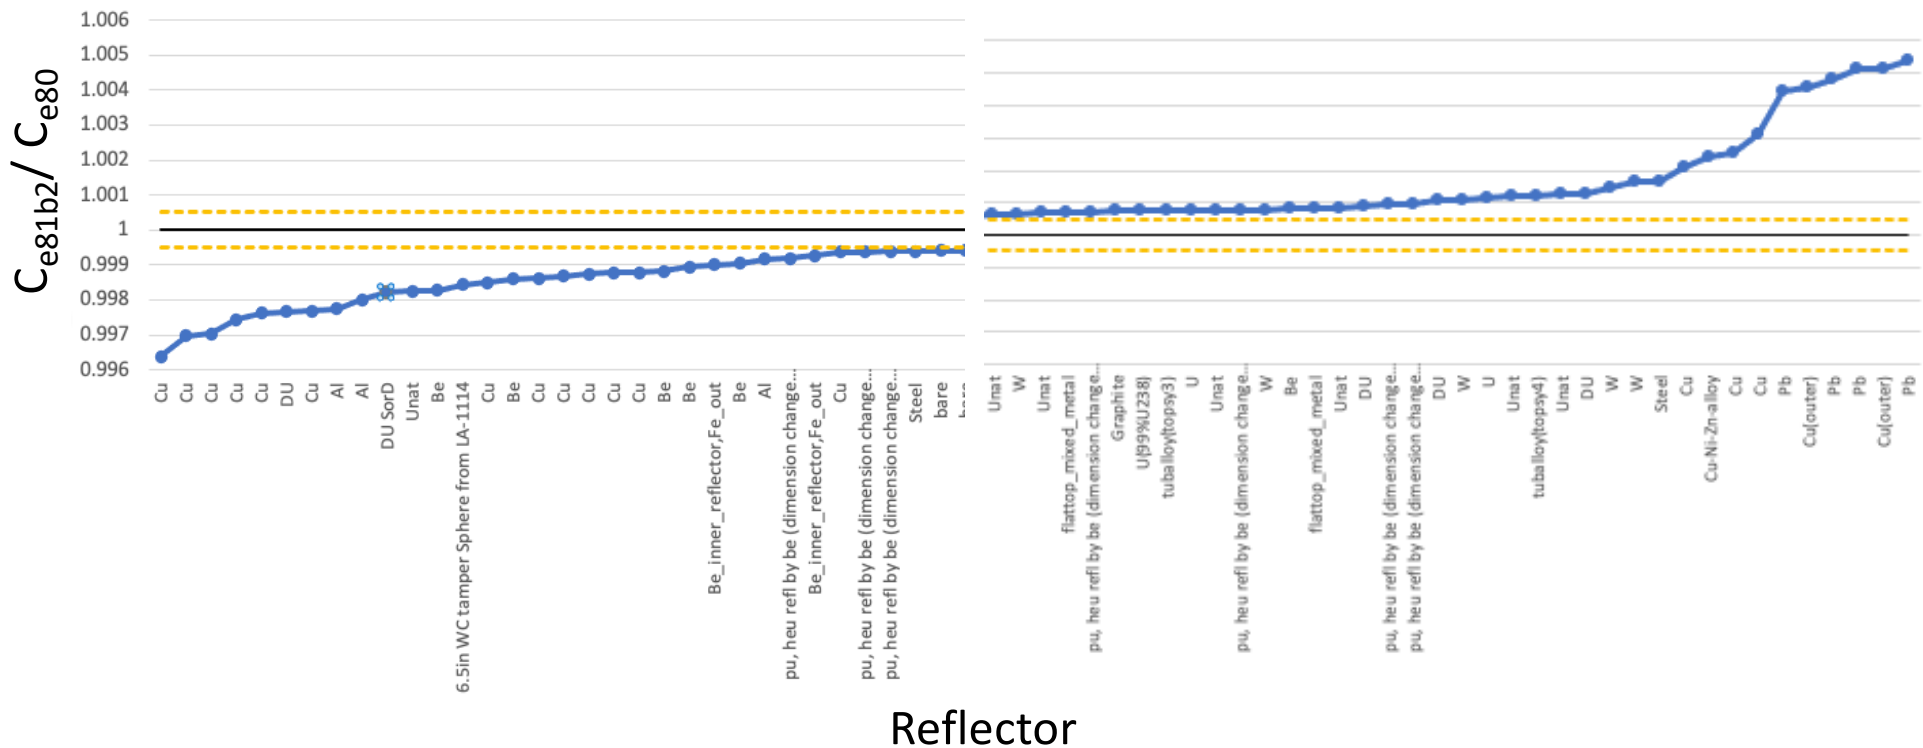 C_e81b2/ C_e80
1.006
1.005
1.004
1.003
1.002
1.001
1
0.999
0.998
0.997
0.996
Cu
Cu
Cu
Cu
Cu
DU
Cu
Al
Al
DU SorD
Unat
Be
6.5in WC tamper Sphere from LA-1114
Cu
Be
Cu
Cu
Cu
Cu
Cu
Be
Be
Be_inner_reflector,Fe_out
Be
Al
pu, heu refl by be (dimension change...
Be_inner_reflector,Fe_out
Cu
pu, heu refl by be (dimension change...
pu, heu refl by be (dimension change...
Steel
bare
Unat
W
Unat
flattop_mixed_metal
pu, heu refl by be (dimension change...
Graphite
U(99%U238)
tuballoy(topsy3)
U
Unat
pu, heu refl by be (dimension change...
W
Be
flattop_mixed_metal
Unat
DU
pu, heu refl by be (dimension change...
pu, heu refl by be (dimension change...
DU
W
U
Unat
tuballoy(topsy4)
Unat
DU
W
W
Steel
Cu
Cu-Ni-Zn-alloy
Cu
Cu
Pb
Cu(outer)
Pb
Pb
Cu(outer)
Pb
Reflector